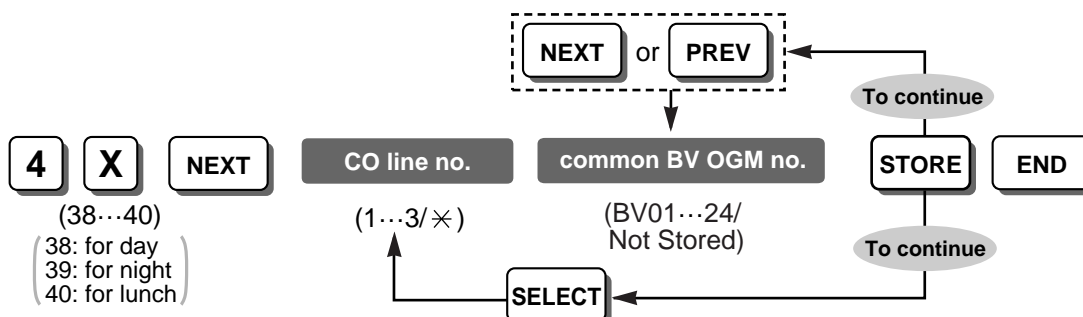 NEXT or PREV
To continue
4 X NEXT CO line no. common BV OGM no. STORE END
(38···40)
38: for day
39: for night
40: for lunch
(1···3/✳)
(BV01···24/
Not Stored)
To continue
SELECT